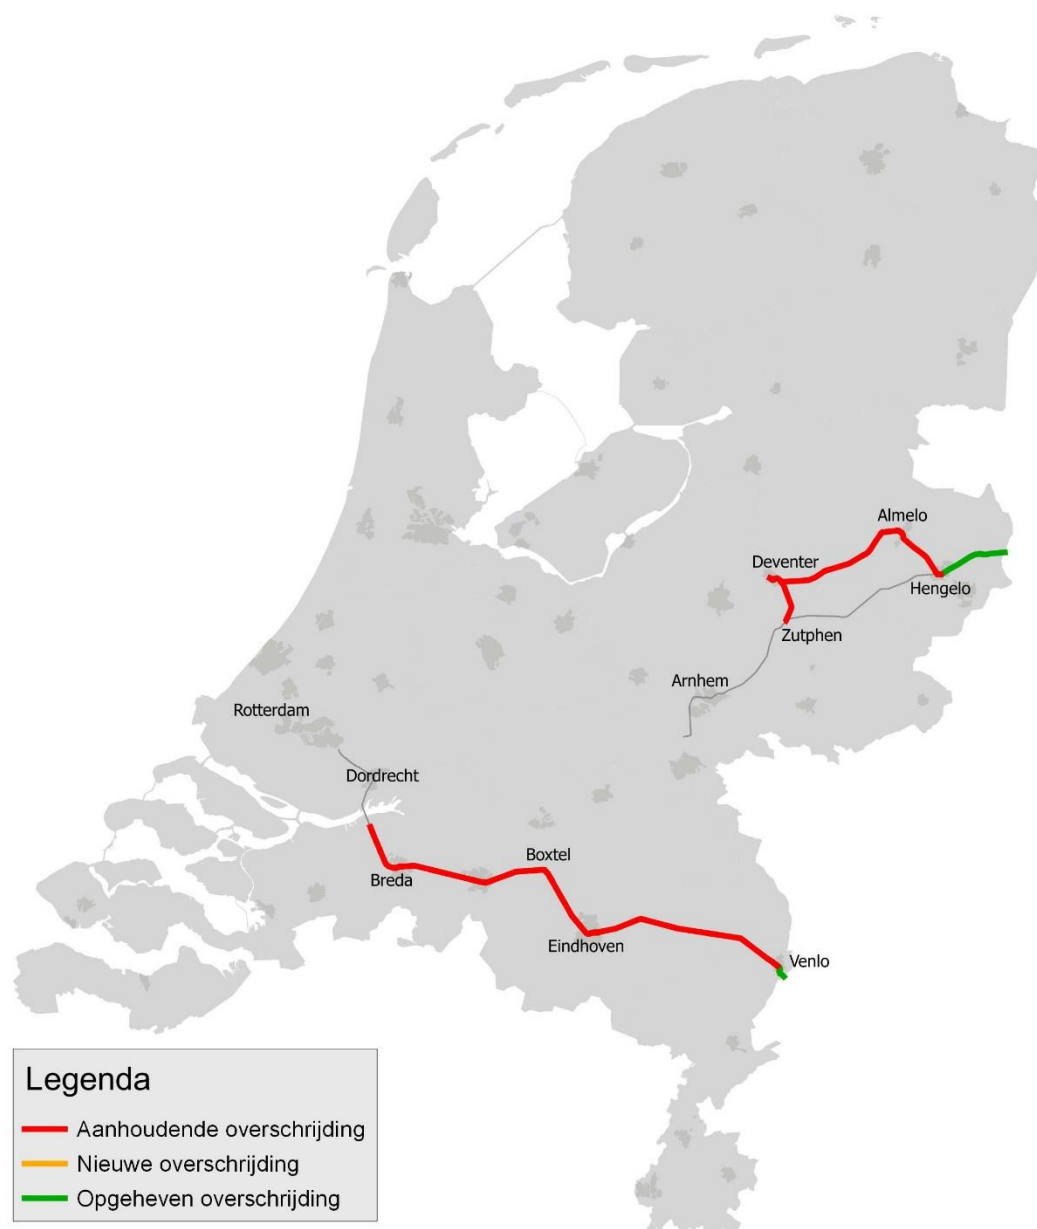 Almelo
Deventer
Hengelo
Zutphen
Arnhem
Rotterdam
Dordrecht
Boxtel
Breda
Eindhoven
Venlo
Legenda
Aanhoudende overschrijding
Nieuwe overschrijding
Opgeheven overschrijding